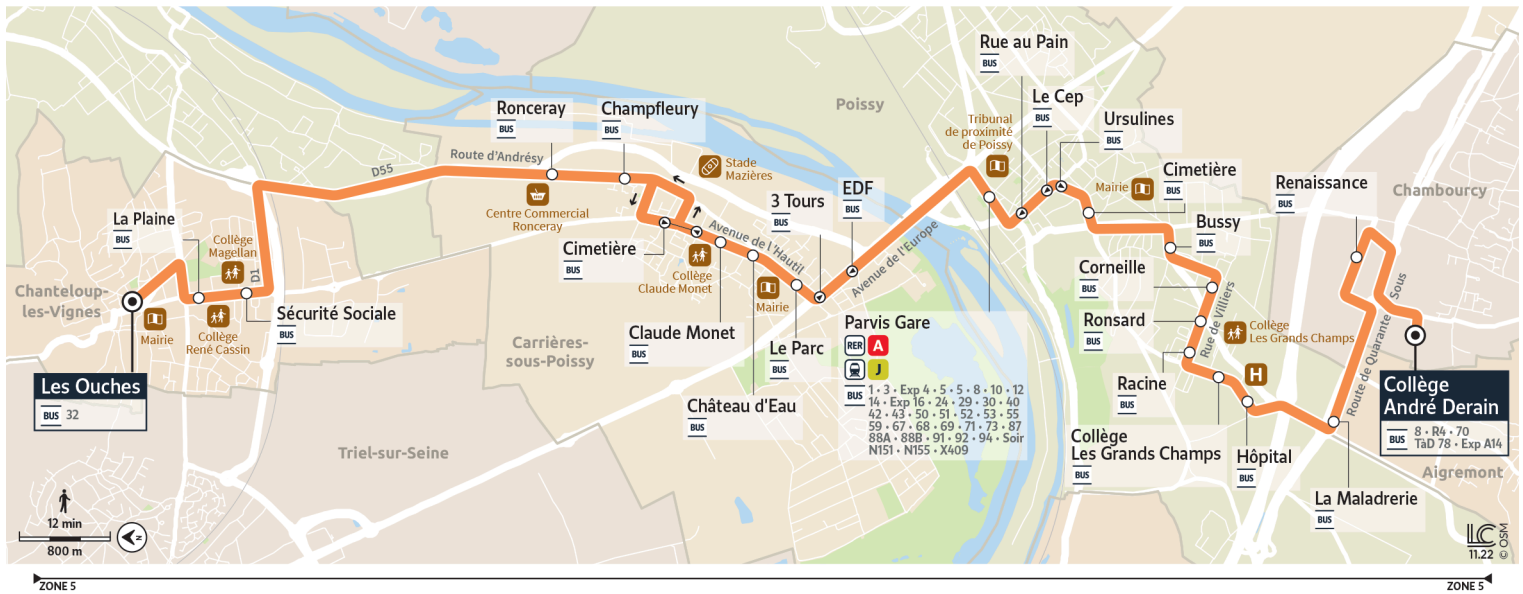 Rue au Pain
BUS
Le Cep
BUS
Ursulines
BUS
Poissy
Tribunal
de proximité
de Poissy
Ronceray
BUS
Champfleury
BUS
Route d'Andrésy
D55
Stade
Mazières
Centre Commercial
Ronceray
3 Tours
BUS
EDF
BUS
Mairie
Cimetière
BUS
Renaissance
BUS
Chambourcy
La Plaine
BUS
Collège
Magellan
D1
Cimetière
BUS
Avenue de l'Hautil
Collège
Claude Monet
Mairie
Avenue de l'Europe
Bussy
BUS
Corneille
BUS
Ronsard
BUS
Rue de Villiers
Collège
Les Grands Champs
Chanteloup-
les-Vignes
Mairie
Collège
René Cassin
Sécurité Sociale
BUS
Carrières-
sous-Poissy
Claude Monet
BUS
Le Parc
BUS
Château d'Eau
BUS
Parvis Gare
RER A
J
BUS
1 • 3 • Exp 4 • 5 • 5 • 8 • 10 • 12
14 • Exp 16 • 24 • 29 • 30 • 40
42 • 43 • 50 • 51 • 52 • 53 • 55
59 • 67 • 68 • 69 • 71 • 73 • 87
88A • 88B • 91 • 92 • 94 • Soir
N151 • N155 • X409
Racine
BUS
H
Route de Quarante Sous
Les Ouches
BUS 32
Collège
André Derain
BUS
8 • R4 • 70
TàD 78 • Exp A14
Triel-sur-Seine
Collège
Les Grands Champs
BUS
Hôpital
BUS
La Maladrerie
BUS
Aigremont
12 min
800 m
N
LC
11.22
© OSM
ZONE 5
ZONE 5